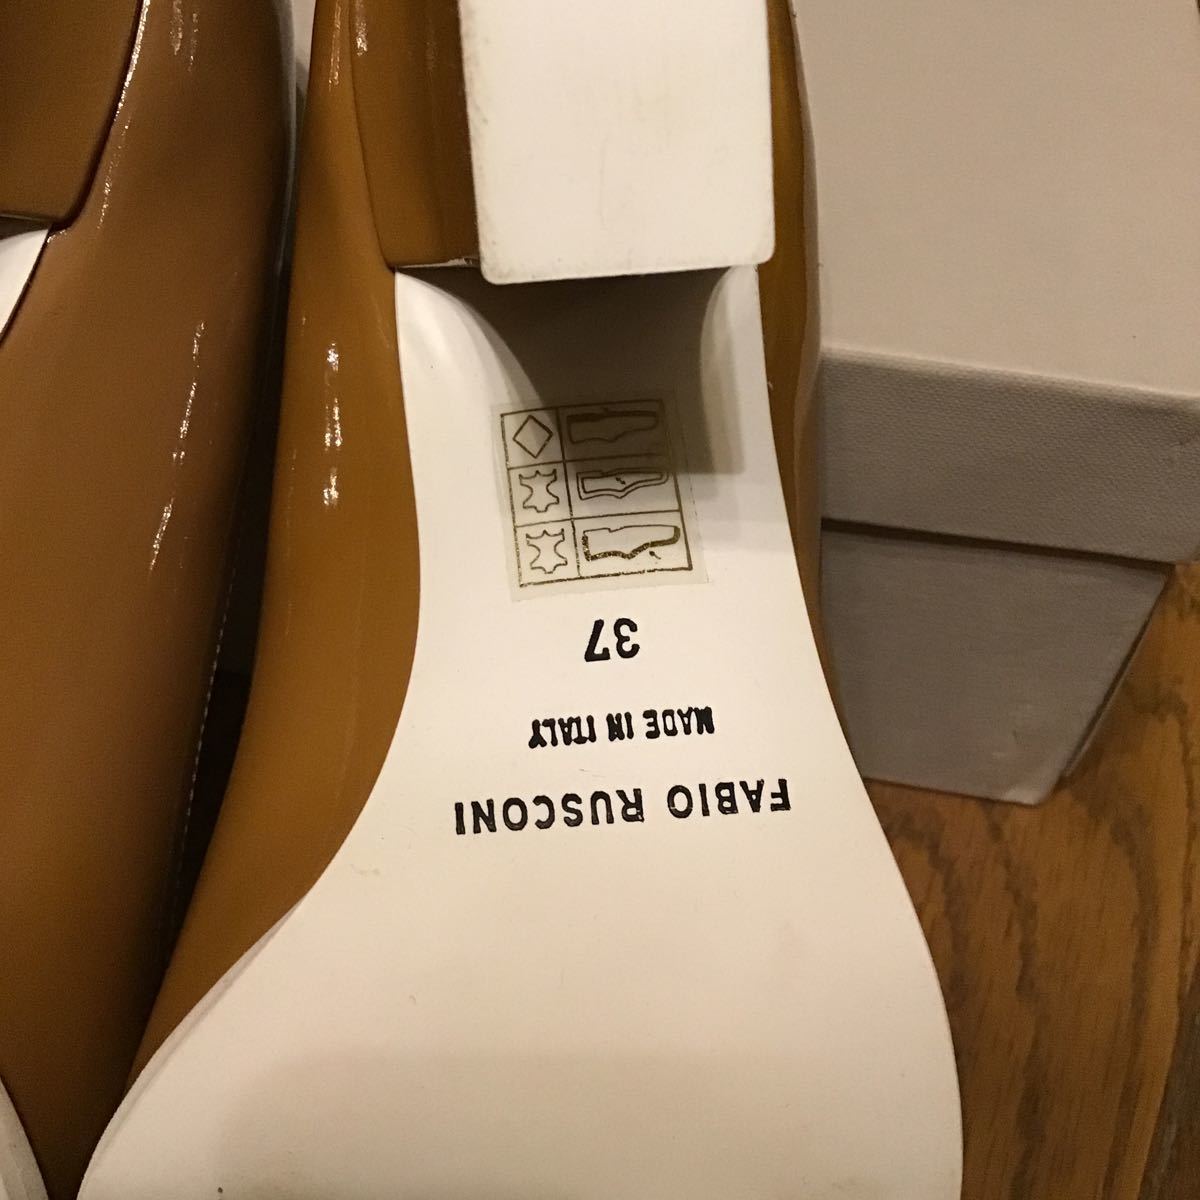 FABIO RUSCONI
MADE IN ITALY
37